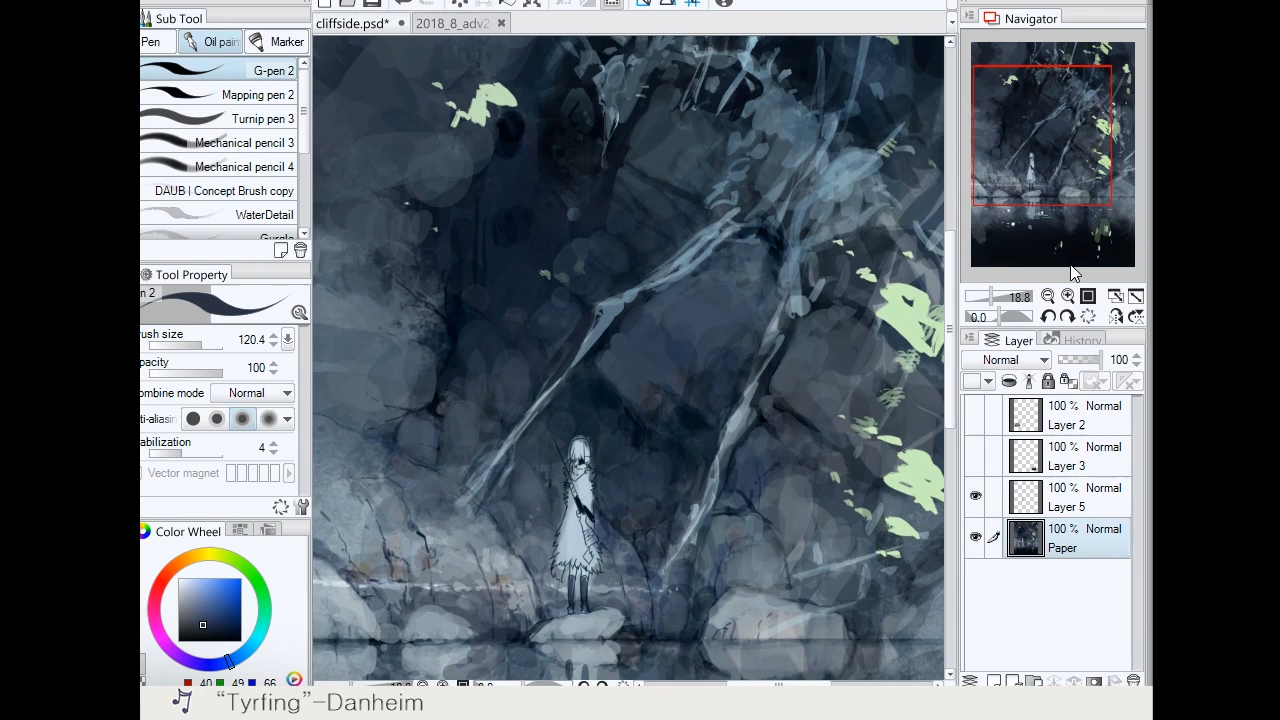 Sub Tool
Pen
Oil pain
Marker
G-pen 2
Mapping pen 2
Turnip pen 3
Mechanical pencil 3
Mechanical pencil 4
DAUB | Concept Brush copy
WaterDetail
Tool Property
n 2
rush size
120.4
pacity
100
ombine mode
Normal
ti-aliasin
abilization
4
Vector magnet
Color Wheel
40
49
66
cliffside.psd*
2018_8_adv2
Navigator
18.8
0.0
Layer
History
Normal
100
100 % Normal
Layer 2
100 % Normal
Layer 3
100 % Normal
Layer 5
100 % Normal
Paper
“Tyrfing”-Danheim